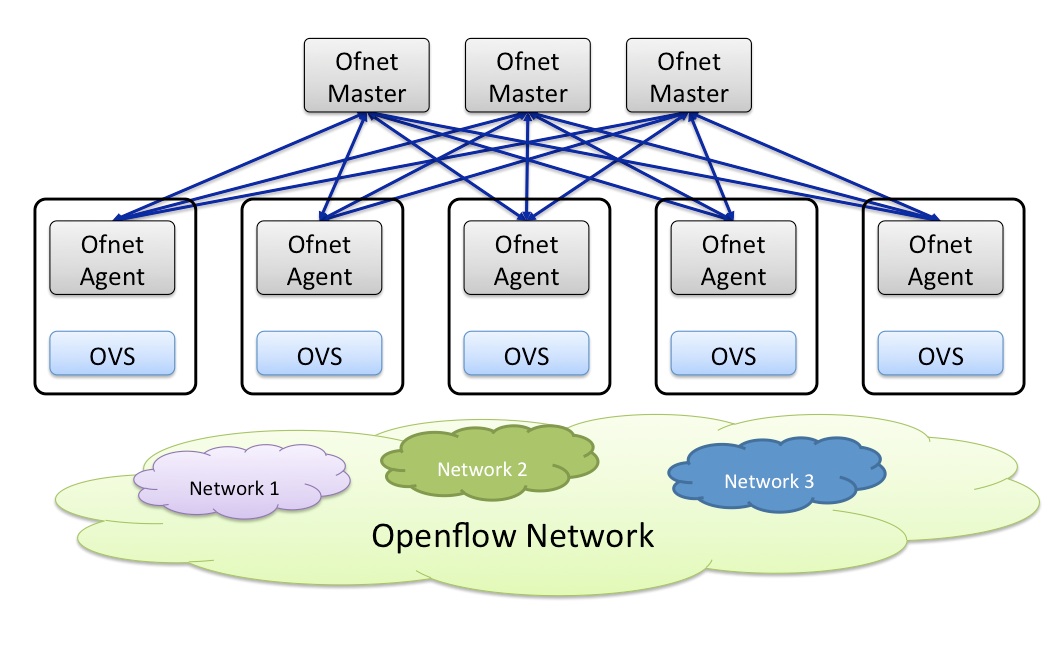 Ofnet
Master
Ofnet
Master
Ofnet
Master
Ofnet
Agent
Ofnet
Agent
Ofnet
Agent
Ofnet
Agent
Ofnet
Agent
OVS
OVS
OVS
OVS
OVS
Network 1
Network 2
Network 3
Openflow Network